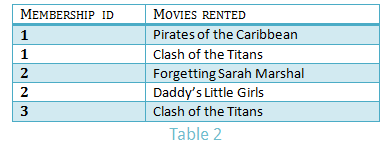 MEMBERSHIP ID MOVIES RENTED
1 Pirates of the Caribbean
1 Clash of the Titans
2 Forgetting Sarah Marshal
2 Daddy's Little Girls
3 Clash of the Titans
Table 2